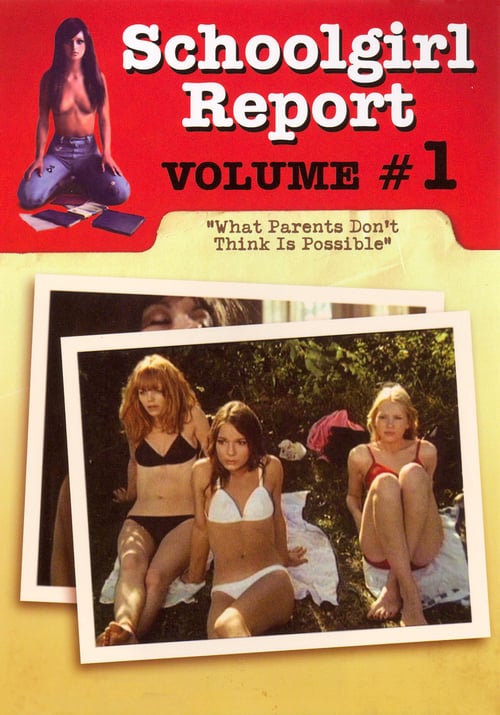 Schoolgirl
Report
VOLUME #1
"What Parents Don't
Think Is Possible"